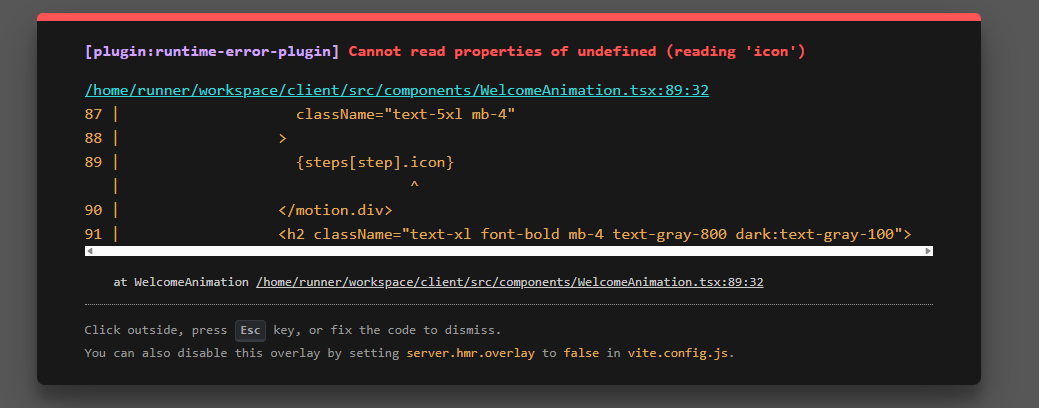 [plugin:runtime-error-plugin] Cannot read properties of undefined (reading 'icon')
/home/runner/workspace/client/src/components/WelcomeAnimation.tsx:89:32
87 |                    className="text-5xl mb-4"
88 |                  >
89 |                    {steps[step].icon}
   |                                ^
90 |                  </motion.div>
91 |                  <h2 className="text-xl font-bold mb-4 text-gray-800 dark:text-gray-100">
at WelcomeAnimation /home/runner/workspace/client/src/components/WelcomeAnimation.tsx:89:32
Click outside, press Esc key, or fix the code to dismiss.
You can also disable this overlay by setting server.hmr.overlay to false in vite.config.js.